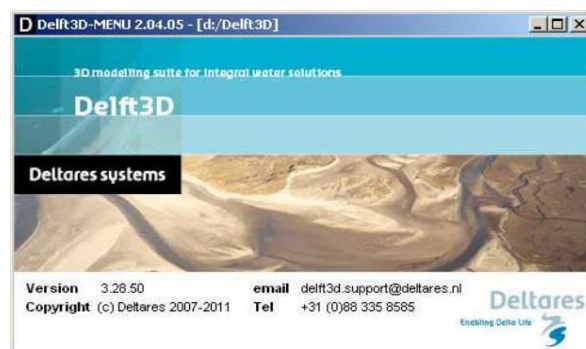 D Delft3D-MENU 2.04.05 - [d:/Delft3D]
3D modelling suite for integral water solutions
Delft3D
Deltares systems
Version 3.28.50 email delft3d.support@deltares.nl
Copyright (c) Deltares 2007-2011 Tel +31 (0)88 335 8585
Deltares
Enabling Delta Life